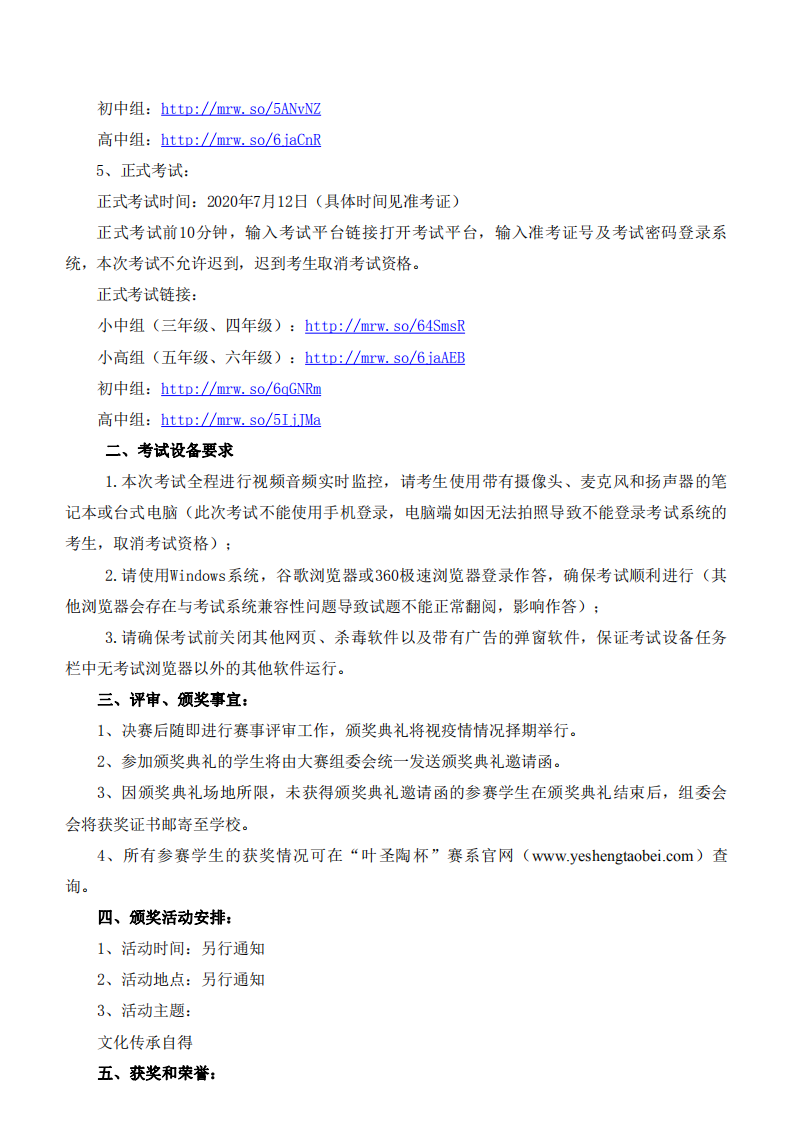 初中组：http://mrw.so/5ANvNZ
高中组：http://mrw.so/6jaCnR
5、正式考试：
正式考试时间：2020年7月12日（具体时间见准考证）
正式考试前10分钟，输入考试平台链接打开考试平台，输入准考证号及考试密码登录系
统，本次考试不允许迟到，迟到考生取消考试资格。
正式考试链接：
小中组（三年级、四年级）：http://mrw.so/64SmsR
小高组（五年级、六年级）：http://mrw.so/6jaAEB
初中组：http://mrw.so/6qGNRm
高中组：http://mrw.so/5IjJMa
二、考试设备要求
1.本次考试全程进行视频音频实时监控，请考生使用带有摄像头、麦克风和扬声器的笔
记本或台式电脑（此次考试不能使用手机登录，电脑端如因无法拍照导致不能登录考试系统的
考生，取消考试资格）；
2.请使用Windows系统，谷歌浏览器或360极速浏览器登录作答，确保考试顺利进行（其
他浏览器会存在与考试系统兼容性问题导致试题不能正常翻阅，影响作答）；
3.请确保考试前关闭其他网页、杀毒软件以及带有广告的弹窗软件，保证考试设备任务
栏中无考试浏览器以外的其他软件运行。
三、评审、颁奖事宜：
1、决赛后随即进行赛事评审工作，颁奖典礼将视疫情情况择期举行。
2、参加颁奖典礼的学生将由大赛组委会统一发送颁奖典礼邀请函。
3、因颁奖典礼场地所限，未获得颁奖典礼邀请函的参赛学生在颁奖典礼结束后，组委会
会将获奖证书邮寄至学校。
4、所有参赛学生的获奖情况可在“叶圣陶杯”赛系官网（www.yeshengtaobei.com）查
询。
四、颁奖活动安排：
1、活动时间：另行通知
2、活动地点：另行通知
3、活动主题：
文化传承自得
五、获奖和荣誉：